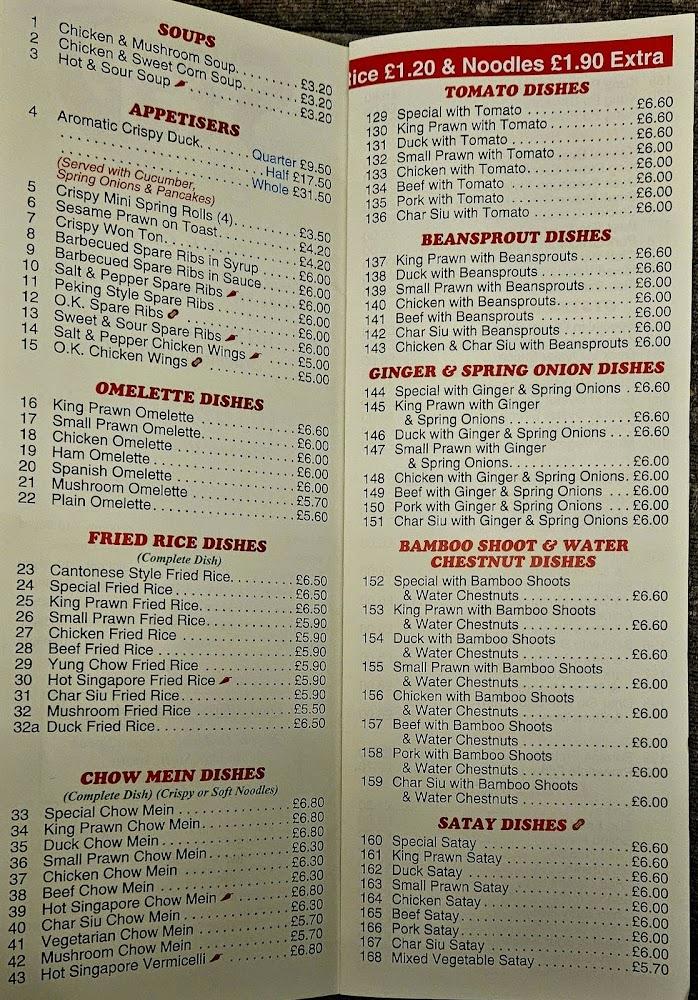 SOUPS
1 Chicken & Mushroom Soup £3.20
2 Chicken & Sweet Corn Soup £3.20
3 Hot & Sour Soup £3.20
APPETISERS
4 Aromatic Crispy Duck Quarter £9.50
Half £17.50
Whole £31.50
(Served with Cucumber,
Spring Onions & Pancakes)
5 Crispy Mini Spring Rolls (4) £3.50
6 Sesame Prawn on Toast £4.20
7 Crispy Won Ton £4.20
8 Barbecued Spare Ribs in Syrup £6.00
9 Barbecued Spare Ribs in Sauce £6.00
10 Salt & Pepper Spare Ribs £6.00
11 Peking Style Spare Ribs £6.00
12 O.K. Spare Ribs £6.00
13 Sweet & Sour Spare Ribs £6.00
14 Salt & Pepper Chicken Wings £5.00
15 O.K. Chicken Wings £5.00
OMELETTE DISHES
16 King Prawn Omelette £6.60
17 Small Prawn Omelette £6.00
18 Chicken Omelette £6.00
19 Ham Omelette £6.00
20 Spanish Omelette £6.00
21 Mushroom Omelette £5.70
22 Plain Omelette £5.60
FRIED RICE DISHES
(Complete Dish)
23 Cantonese Style Fried Rice £6.50
24 Special Fried Rice £6.50
25 King Prawn Fried Rice £6.50
26 Small Prawn Fried Rice £5.90
27 Chicken Fried Rice £5.90
28 Beef Fried Rice £5.90
29 Yung Chow Fried Rice £5.90
30 Hot Singapore Fried Rice £5.90
31 Char Siu Fried Rice £5.90
32 Mushroom Fried Rice £5.50
32a Duck Fried Rice £6.50
CHOW MEIN DISHES
(Complete Dish) (Crispy or Soft Noodles)
33 Special Chow Mein £6.80
34 King Prawn Chow Mein £6.80
35 Duck Chow Mein £6.80
36 Small Prawn Chow Mein £6.30
37 Chicken Chow Mein £6.30
38 Beef Chow Mein £6.30
39 Hot Singapore Chow Mein £6.80
40 Char Siu Chow Mein £6.30
41 Vegetarian Chow Mein £5.70
42 Mushroom Chow Mein £5.70
43 Hot Singapore Vermicelli £6.80
ice £1.20 & Noodles £1.90 Extra
TOMATO DISHES
129 Special with Tomato £6.60
130 King Prawn with Tomato £6.60
131 Duck with Tomato £6.60
132 Small Prawn with Tomato £6.00
133 Chicken with Tomato £6.00
134 Beef with Tomato £6.00
135 Pork with Tomato £6.00
136 Char Siu with Tomato £6.00
BEANSPROUT DISHES
137 King Prawn with Beansprouts £6.60
138 Duck with Beansprouts £6.60
139 Small Prawn with Beansprouts £6.00
140 Chicken with Beansprouts £6.00
141 Beef with Beansprouts £6.00
142 Char Siu with Beansprouts £6.00
143 Chicken & Char Siu with Beansprouts £6.00
GINGER & SPRING ONION DISHES
144 Special with Ginger & Spring Onions £6.60
145 King Prawn with Ginger
& Spring Onions £6.60
146 Duck with Ginger & Spring Onions £6.60
147 Small Prawn with Ginger
& Spring Onions £6.00
148 Chicken with Ginger & Spring Onions £6.00
149 Beef with Ginger & Spring Onions £6.00
150 Pork with Ginger & Spring Onions £6.00
151 Char Siu with Ginger & Spring Onions £6.00
BAMBOO SHOOT & WATER
CHESTNUT DISHES
152 Special with Bamboo Shoots
& Water Chestnuts £6.60
153 King Prawn with Bamboo Shoots
& Water Chestnuts £6.60
154 Duck with Bamboo Shoots
& Water Chestnuts £6.60
155 Small Prawn with Bamboo Shoots
& Water Chestnuts £6.00
156 Chicken with Bamboo Shoots
& Water Chestnuts £6.00
157 Beef with Bamboo Shoots
& Water Chestnuts £6.00
158 Pork with Bamboo Shoots
& Water Chestnuts £6.00
159 Char Siu with Bamboo Shoots
& Water Chestnuts £6.00
SATAY DISHES
160 Special Satay £6.60
161 King Prawn Satay £6.60
162 Duck Satay £6.60
163 Small Prawn Satay £6.00
164 Chicken Satay £6.00
165 Beef Satay £6.00
166 Pork Satay £6.00
167 Char Siu Satay £6.00
168 Mixed Vegetable Satay £5.70